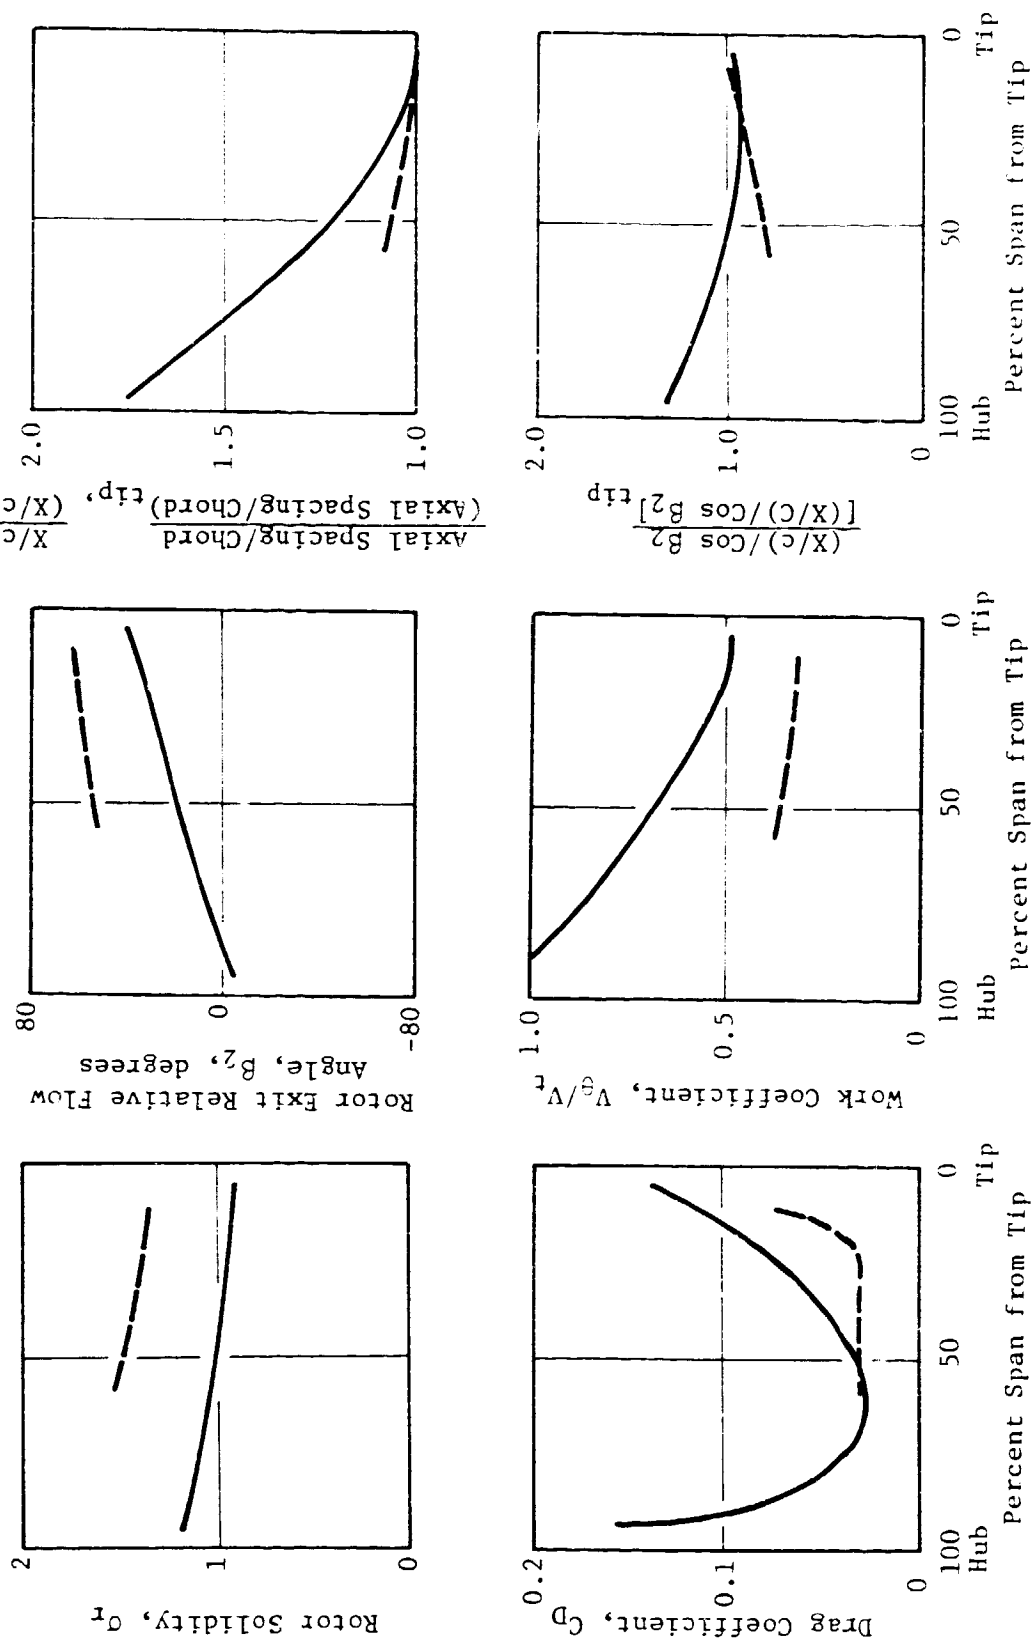 Rotor Solidity, σr
2
1
0
Rotor Exit Relative Flow
Angle, β2, degrees
80
0
-80
Axial Spacing/Chord
(Axial Spacing/Chord)tip,
X/c
(X/c
2.0
1.5
1.0
Drag Coefficient, CD
0.2
0.1
0
100
50
0
Hub
Tip
Percent Span from Tip
Work Coefficient, Vθ/Vt
1.0
0.5
0
100
50
0
Hub
Tip
Percent Span from Tip
(X/c)/Cos β2
[(X/C)/Cos β2]tip
2.0
1.0
0
100
50
0
Hub
Tip
Percent Span from Tip